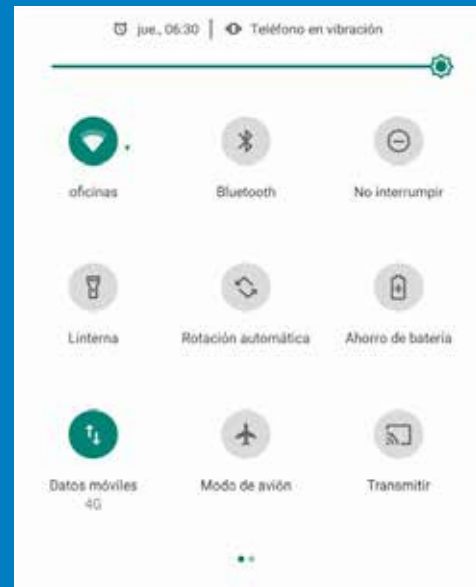 jue., 06:30 | Teléfono en vibración
oficinas Bluetooth No interrumpir
Linterna Rotación automática Ahorro de batería
Datos móviles Modo de avión Transmitir
4G